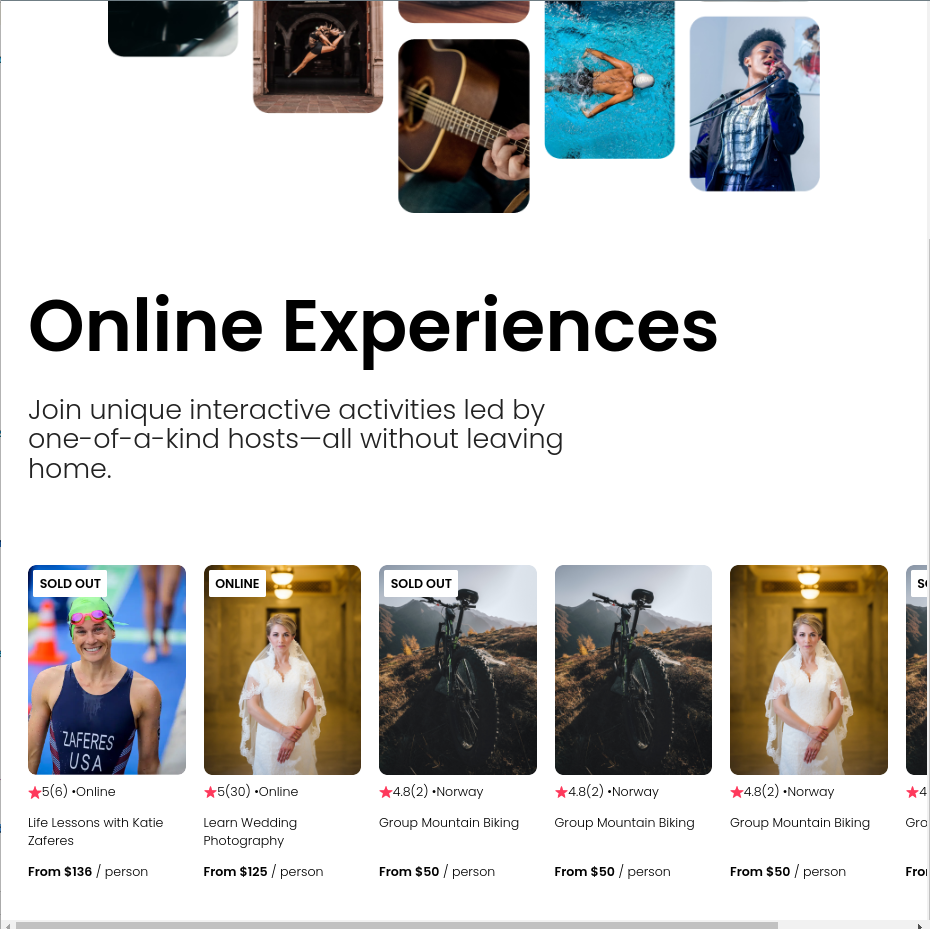 Online Experiences
Join unique interactive activities led by
one-of-a-kind hosts—all without leaving
home.
SOLD OUT
ZAFERES
USA
5(6) •Online
Life Lessons with Katie
Zaferes
From $136 / person
ONLINE
5(30) •Online
Learn Wedding
Photography
From $125 / person
SOLD OUT
4.8(2) •Norway
Group Mountain Biking
From $50 / person
4.8(2) •Norway
Group Mountain Biking
From $50 / person
4.8(2) •Norway
Group Mountain Biking
From $50 / person